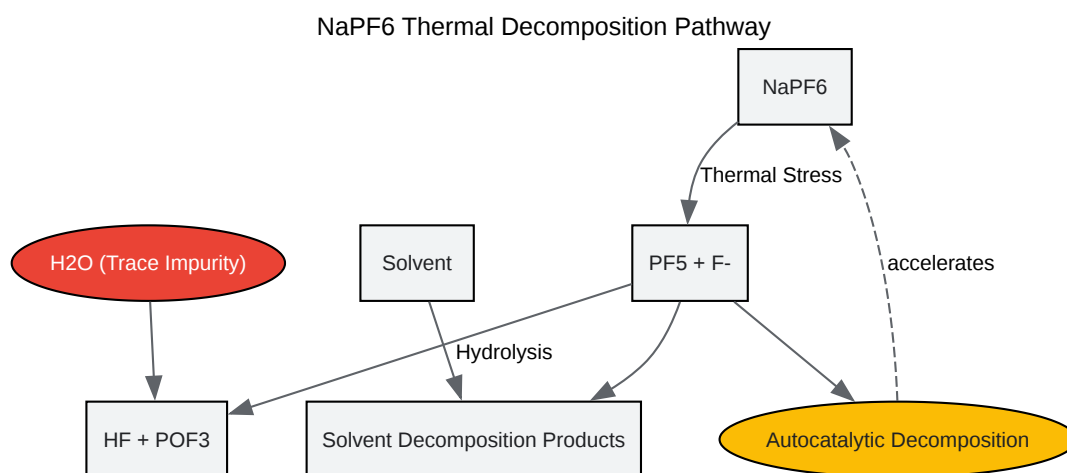 NaPF6 Thermal Decomposition Pathway
NaPF6
Thermal Stress
H2O (Trace Impurity)
Solvent
PF5 + F-
accelerates
Hydrolysis
HF + POF3
Solvent Decomposition Products
Autocatalytic Decomposition